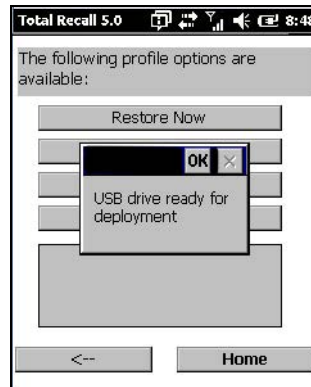 Total Recall 5.0 8:48
The following profile options are
available:
Restore Now
OK
USB drive ready for
deployment
<--
Home